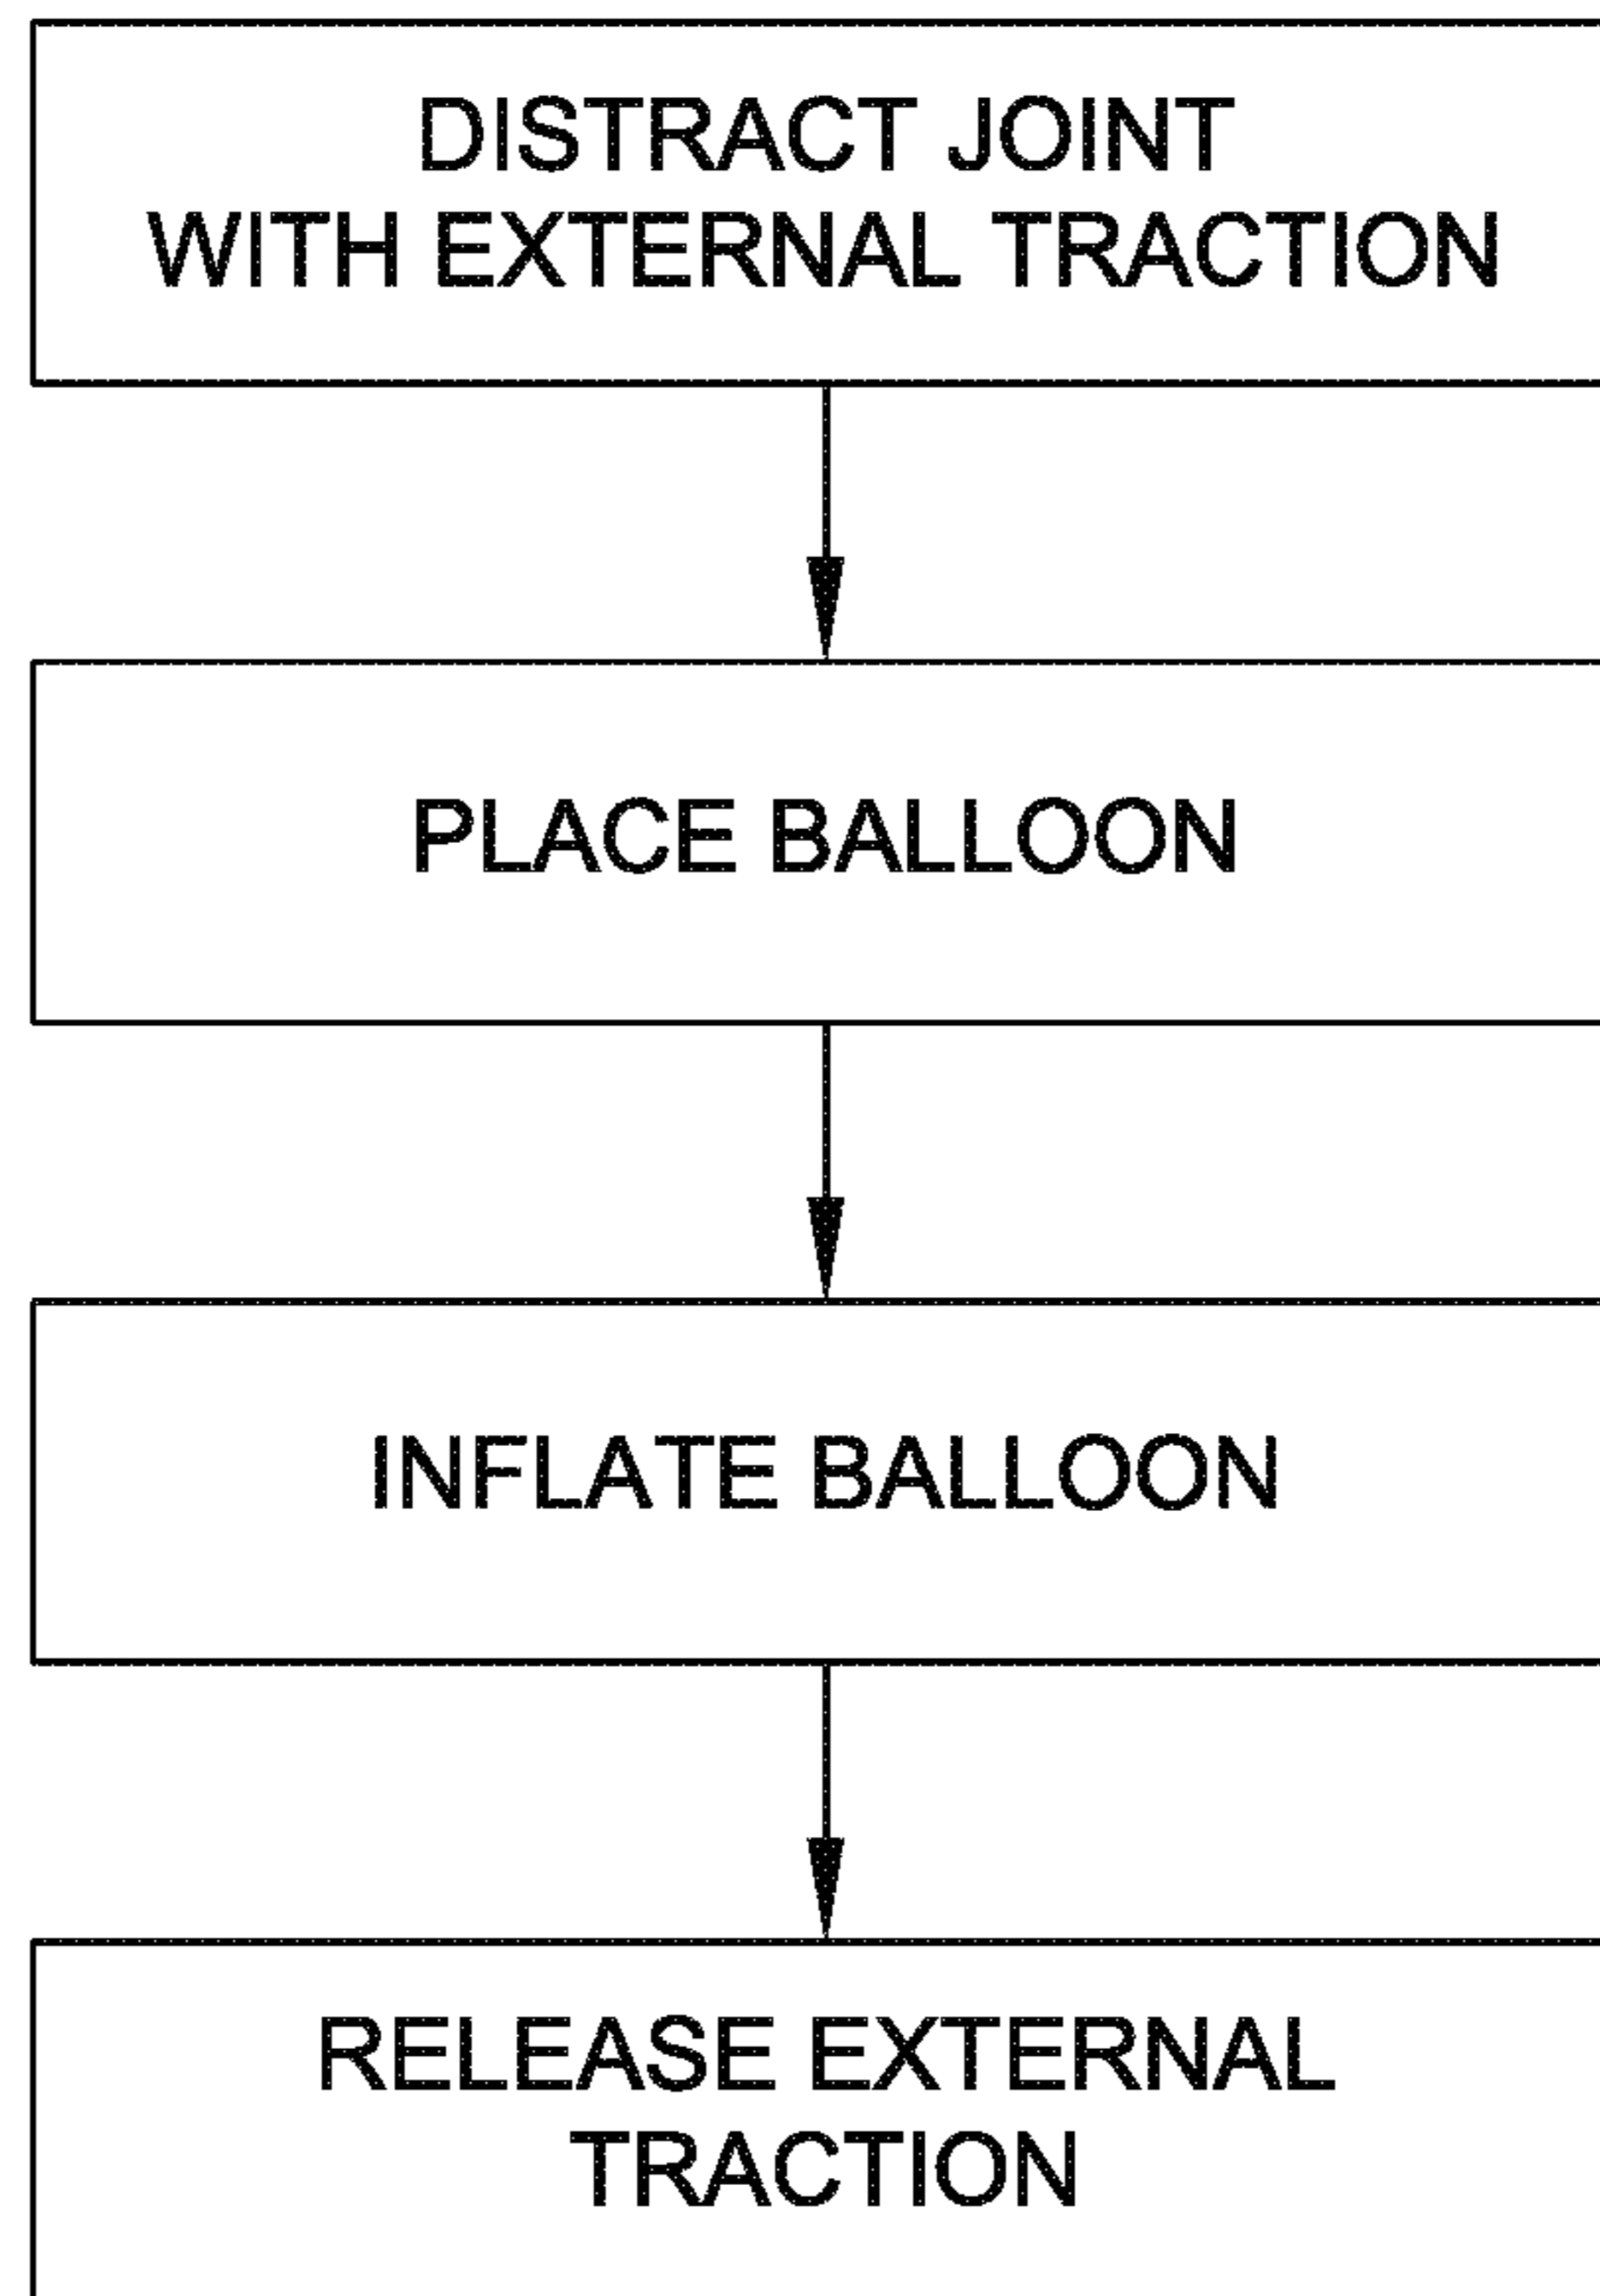 DISTRACT JOINT
WITH EXTERNAL TRACTION
PLACE BALLOON
INFLATE BALLOON
RELEASE EXTERNAL
TRACTION